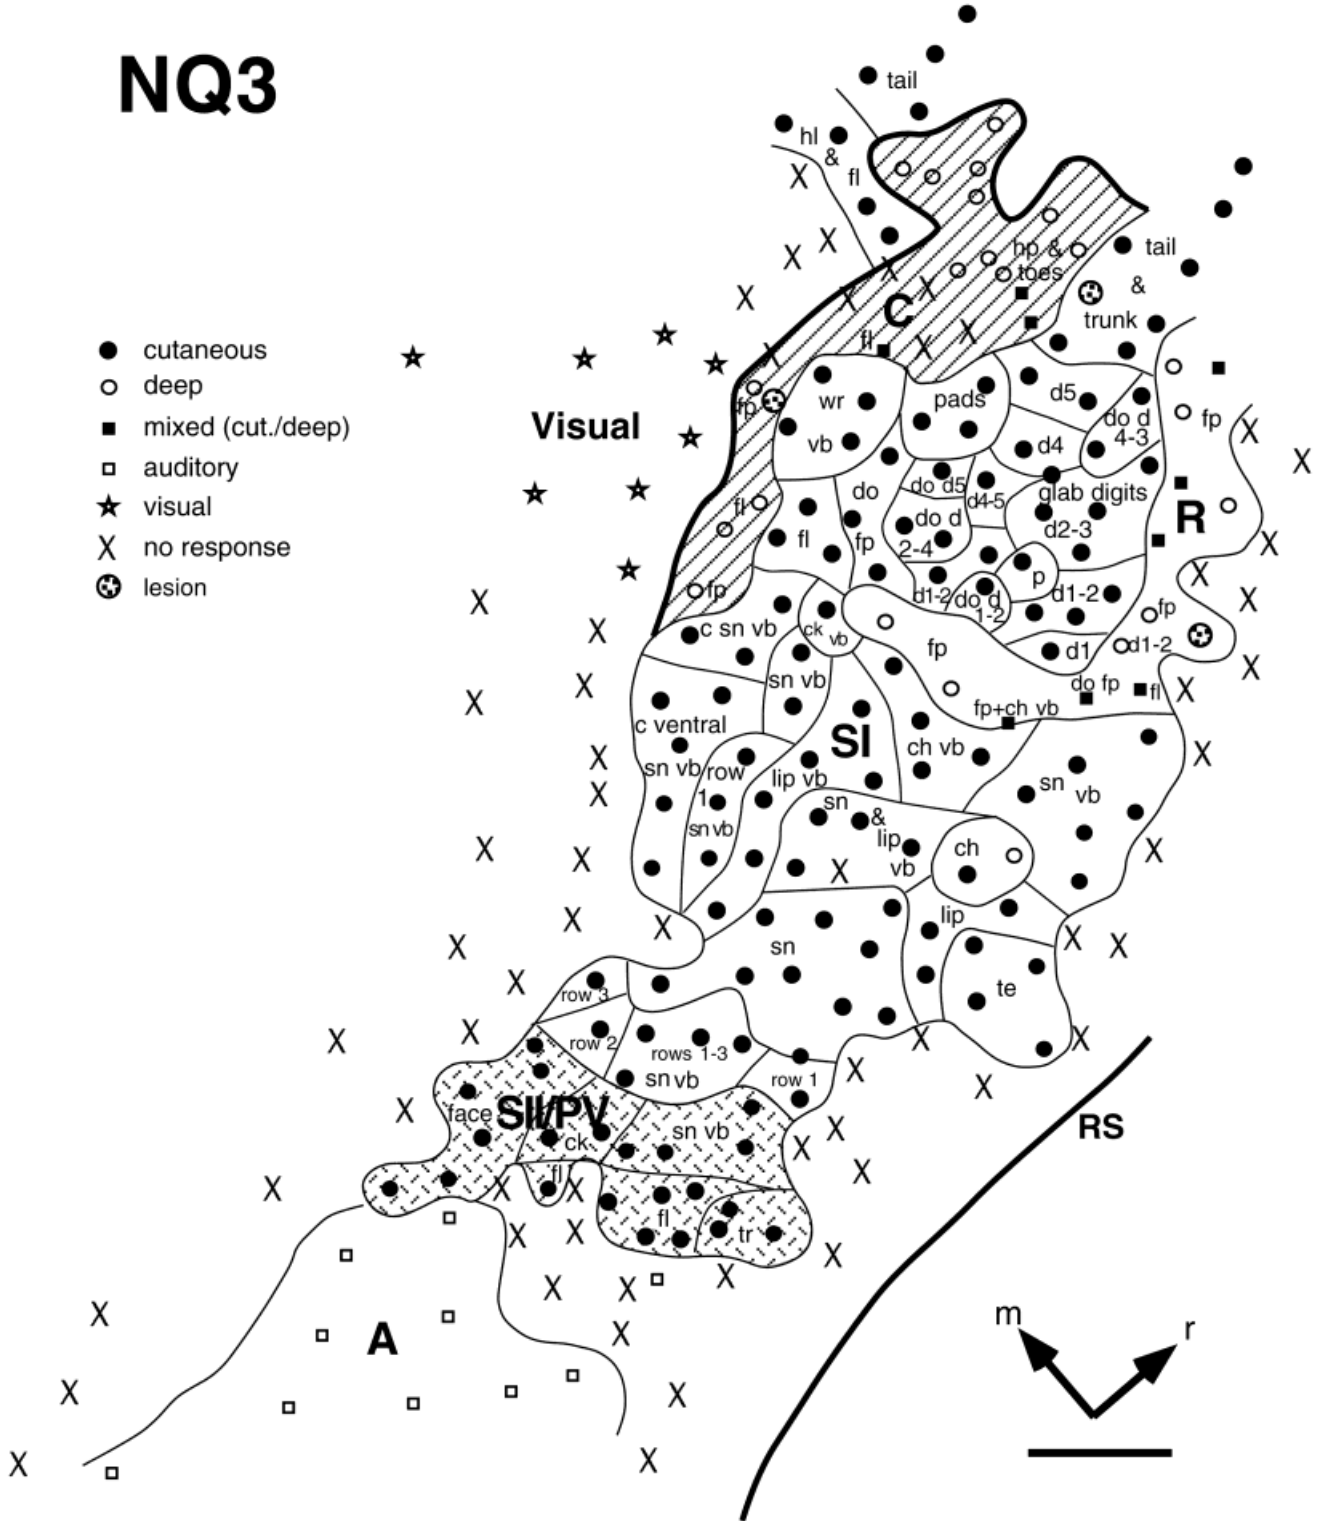 NQ3
tail
hl
&
fl
hp &
toes
tail
&
trunk
C
fl
cutaneous
deep
mixed (cut./deep)
auditory
visual
X no response
lesion
Visual
fp
wr
vb
pads
d5
do d
4-3
fp
d4
do
do d5
d4-5
glab digits
d2-3
R
fl
fl
fp
do d
2-4
p
d1-2
do d
1-2
d1-2
fp
fp
c sn vb
ck
vb
fp
d1
d1-2
sn vb
do fp
fl
fp+ch vb
c ventral
sn vb
SI
ch vb
row
1
sn vb
lip vb
sn
vb
sn
&
lip
vb
ch
lip
sn
te
row 3
row 2
rows 1-3
sn vb
row 1
face
SII/PV
ck
sn vb
RS
fl
fl
tr
A
m
r